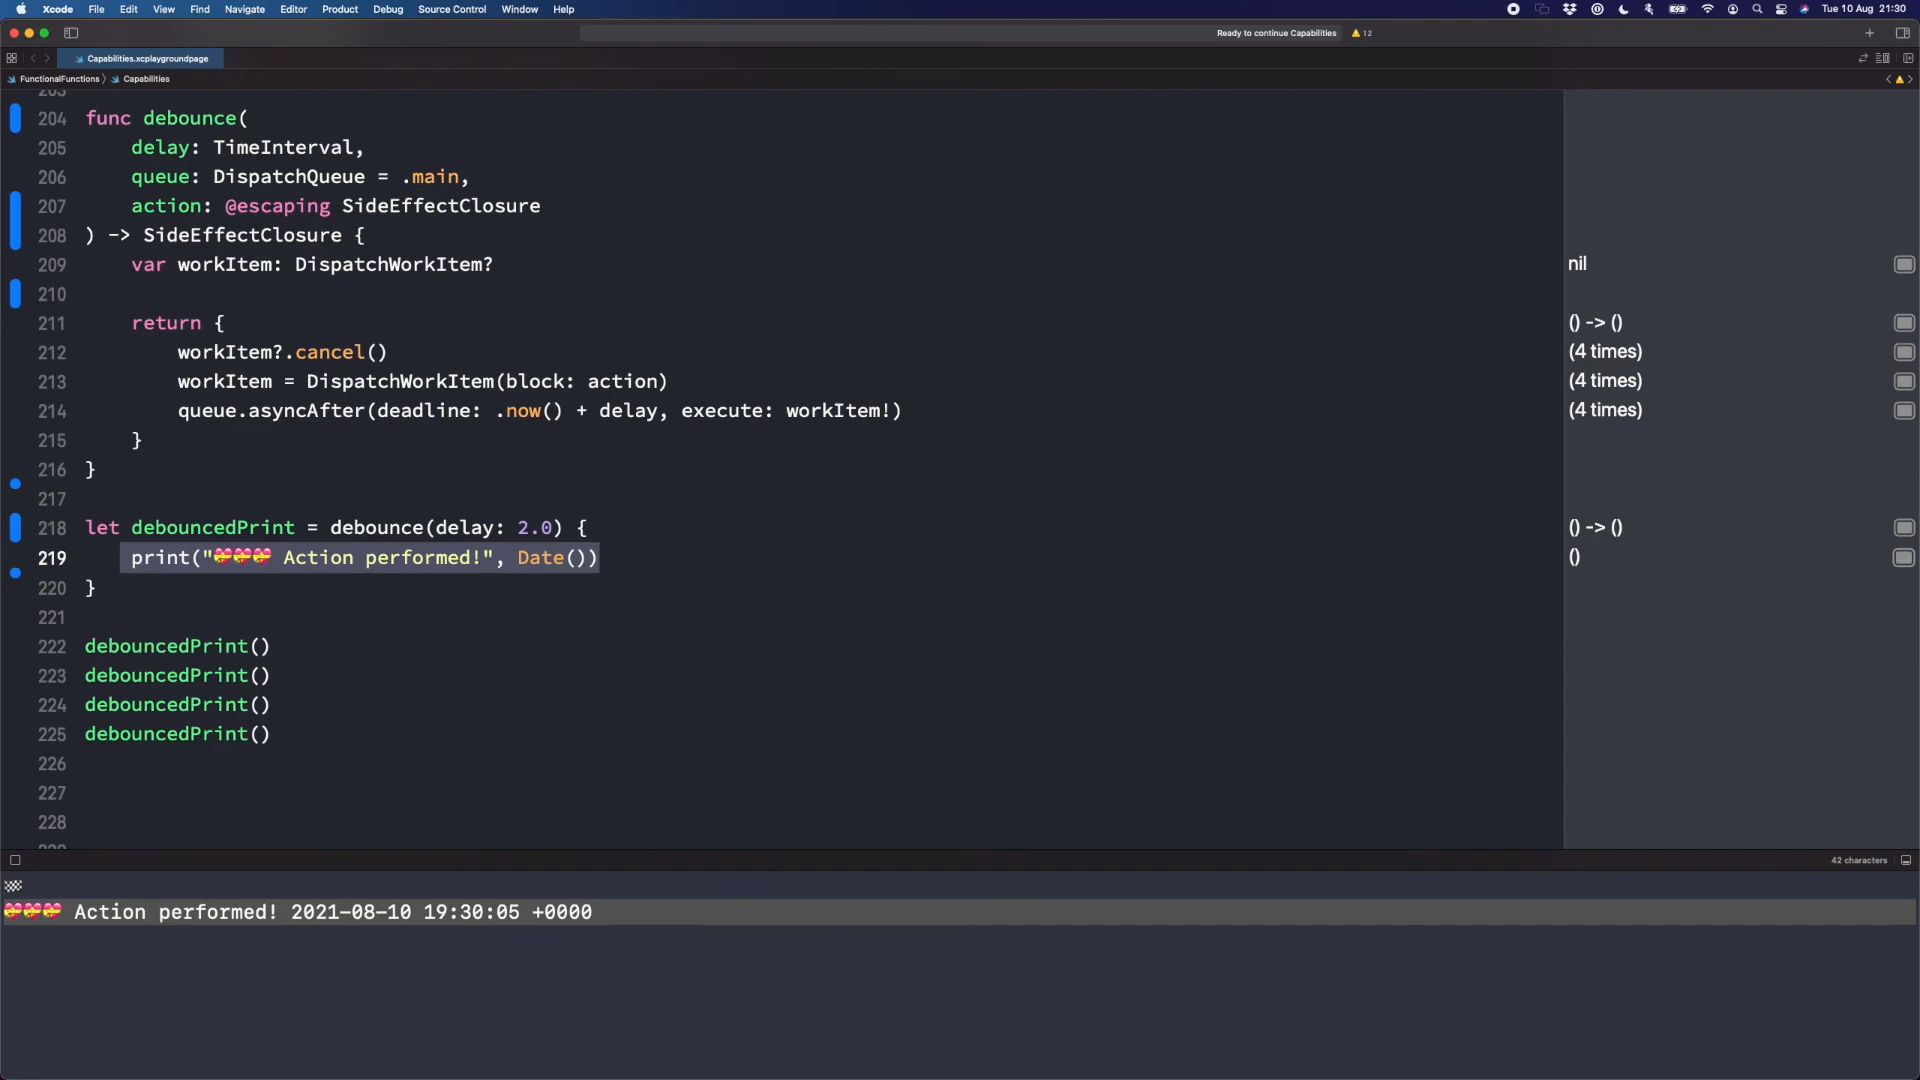 Xcode File Edit View Find Navigate Editor Product Debug Source Control Window Help Tue 10 Aug 21:30
Ready to continue Capabilities 12
Capabilities.xcplaygroundpage
FunctionalFunctions Capabilities
203
204 func debounce(
205 delay: TimeInterval,
206 queue: DispatchQueue = .main,
207 action: @escaping SideEffectClosure
208 ) -> SideEffectClosure {
209 var workItem: DispatchWorkItem? nil
210
211 return { () -> ()
212 workItem?.cancel() (4 times)
213 workItem = DispatchWorkItem(block: action) (4 times)
214 queue.asyncAfter(deadline: .now() + delay, execute: workItem!) (4 times)
215 }
216 }
217
218 let debouncedPrint = debounce(delay: 2.0) { () -> ()
219 print("💝💝💝 Action performed!", Date()) ()
220 }
221
222 debouncedPrint()
223 debouncedPrint()
224 debouncedPrint()
225 debouncedPrint()
226
227
228
42 characters
💝💝💝 Action performed! 2021-08-10 19:30:05 +0000